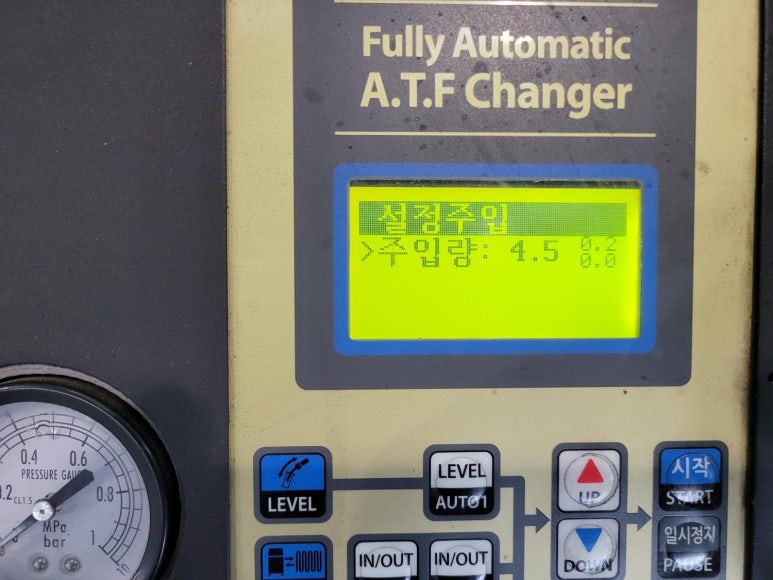 Fully Automatic
A.T.F Changer
설정주입
>주입량: 4.5 0.2
0.0
0.4 0.6
PRESSURE GAUGE
0.2 CL1.5 0.8
MPa
bar 1
LEVEL
LEVEL
AUTO1
UP
시작
START
DOWN
일시정지
PAUSE
IN/OUT
IN/OUT